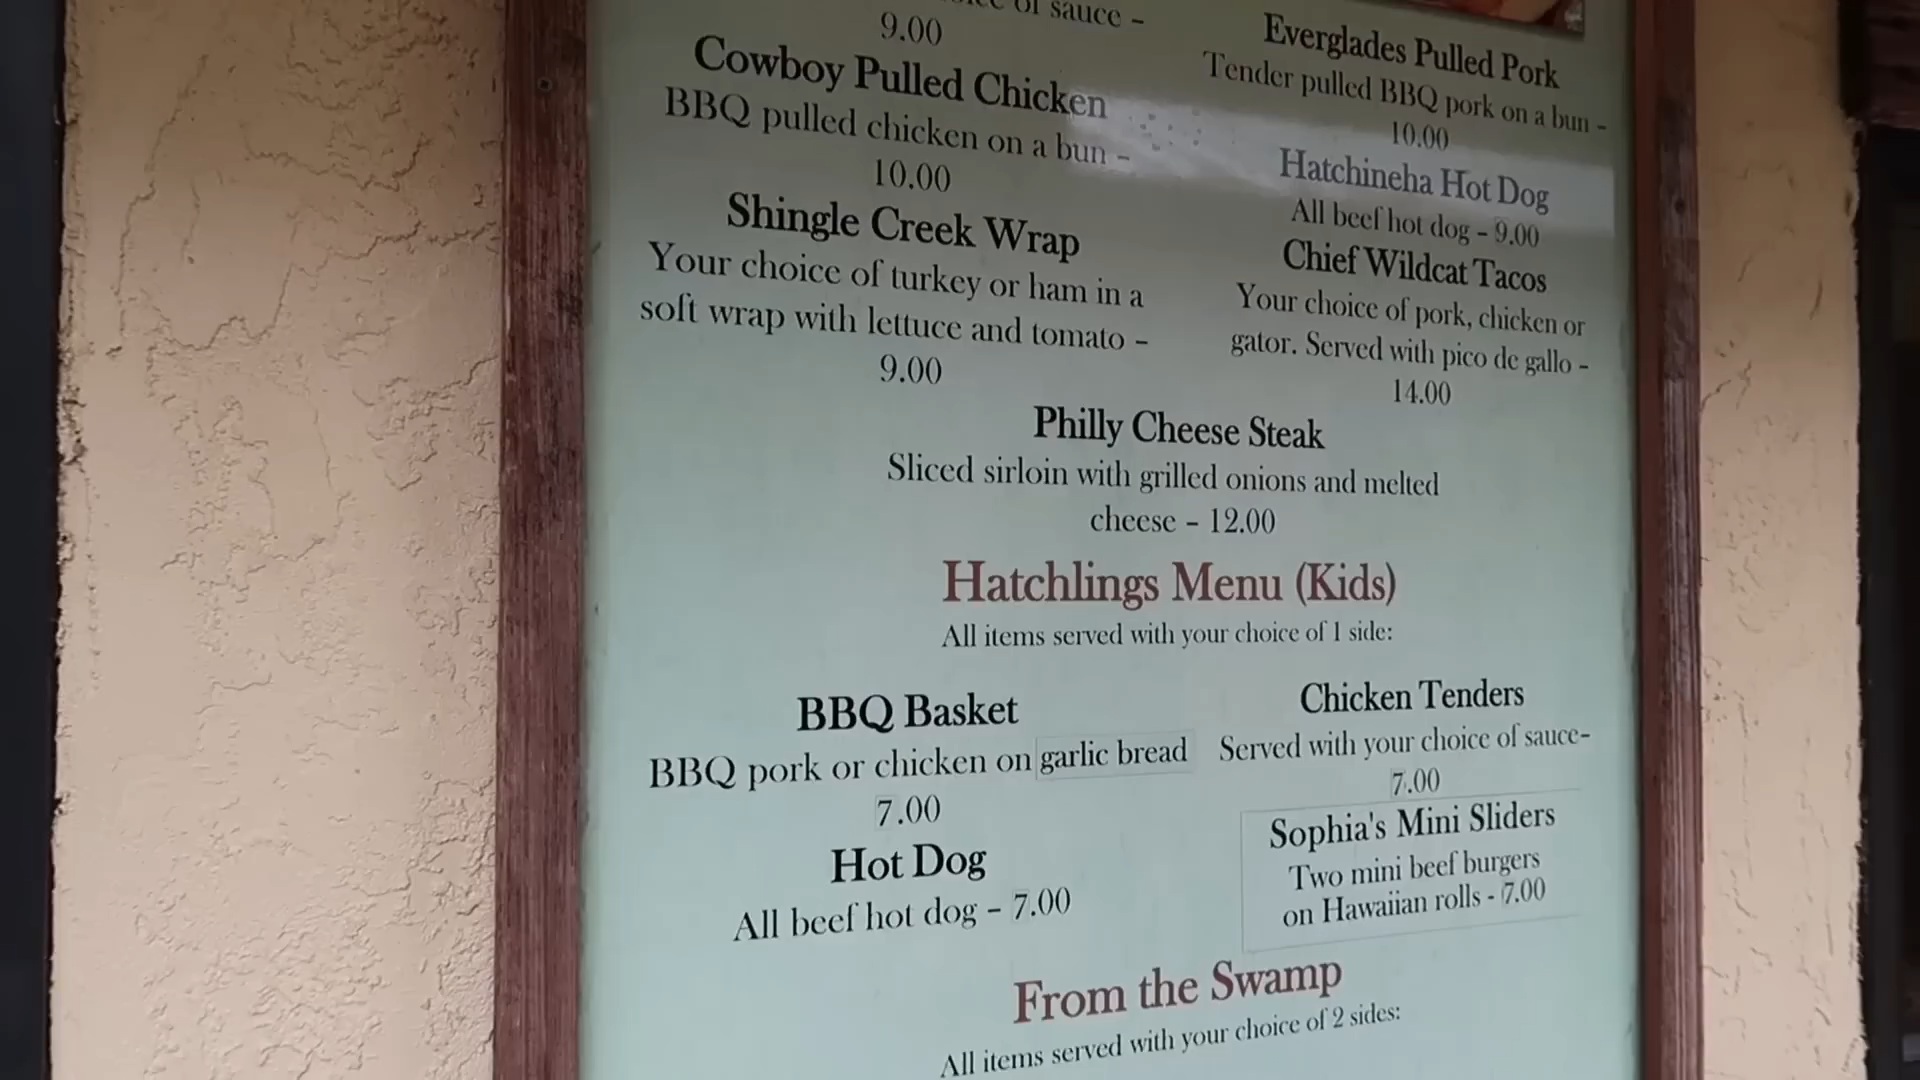 of sauce -
9.00
Cowboy Pulled Chicken
BBQ pulled chicken on a bun -
10.00
Shingle Creek Wrap
Your choice of turkey or ham in a
soft wrap with lettuce and tomato -
9.00
Everglades Pulled Pork
Tender pulled BBQ pork on a bun -
10.00
Hatchineha Hot Dog
All beef hot dog - 9.00
Chief Wildcat Tacos
Your choice of pork, chicken or
gator. Served with pico de gallo -
14.00
Philly Cheese Steak
Sliced sirloin with grilled onions and melted
cheese - 12.00
Hatchlings Menu (Kids)
All items served with your choice of 1 side:
BBQ Basket
BBQ pork or chicken on garlic bread
7.00
Hot Dog
All beef hot dog - 7.00
Chicken Tenders
Served with your choice of sauce-
7.00
Sophia's Mini Sliders
Two mini beef burgers
on Hawaiian rolls - 7.00
From the Swamp
All items served with your choice of 2 sides: